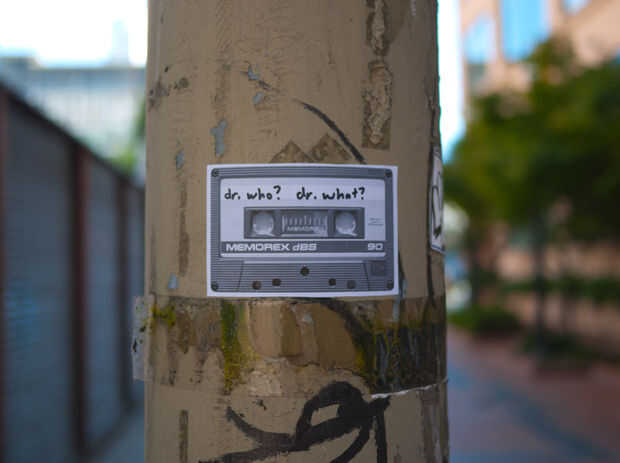 dr. who? dr. what?
MEMOREX
MEMOREX dBS 90